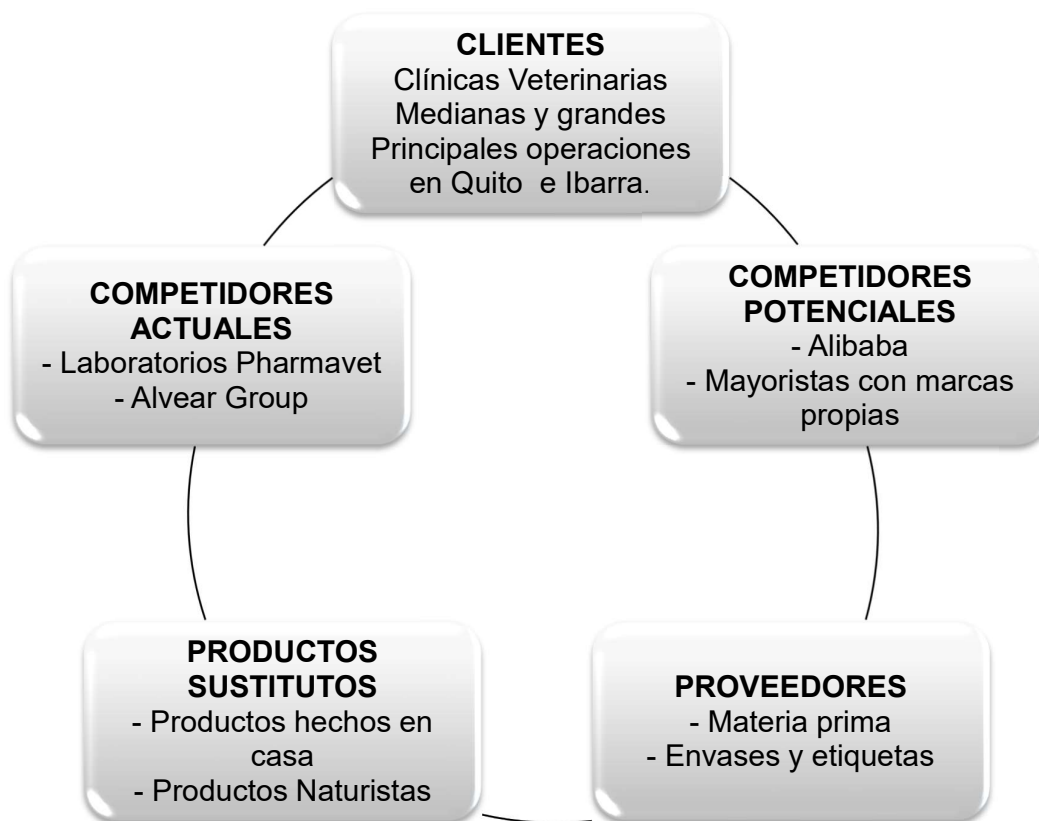 CLIENTES
Clínicas Veterinarias
Medianas y grandes
Principales operaciones
en Quito e Ibarra.
COMPETIDORES
ACTUALES
- Laboratorios Pharmavet
- Alvear Group
COMPETIDORES
POTENCIALES
- Alibaba
- Mayoristas con marcas
propias
PRODUCTOS
SUSTITUTOS
- Productos hechos en
casa
- Productos Naturistas
PROVEEDORES
- Materia prima
- Envases y etiquetas